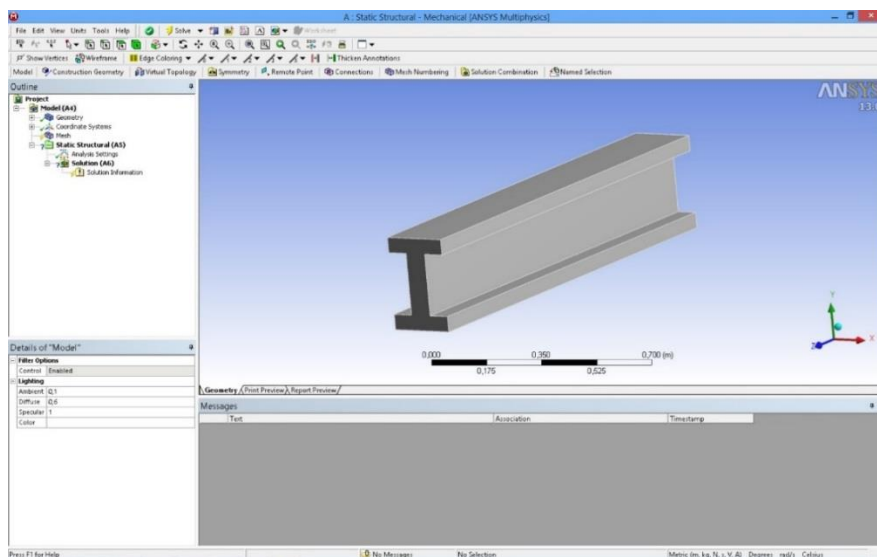 A : Static Structural - Mechanical [ANSYS Multiphysics]
File Edit View Units Tools Help Solve Worksheet
Show Vertices Wireframe Edge Coloring Thicken Annotations
Model Construction Geometry Virtual Topology Symmetry Remote Point Connections Mesh Numbering Solution Combination Named Selection
Outline
Project
Model (A4)
Geometry
Coordinate Systems
Mesh
Static Structural (A5)
Analysis Settings
Solution (A6)
Solution Information
ANSYS
Y
X
Z
0,000 0,350 0,700 (m)
0,175 0,525
Geometry Print Preview Report Preview
Details of "Model"
Filter Options
Control Enabled
Lighting
Ambient 0,1
Diffuse 0,6
Specular 1
Color
Messages
Text Association Timestamp
Press F1 for Help No Messages No Selection Metric (m, kg, N, s, V, A) Degrees rad/s Celsius